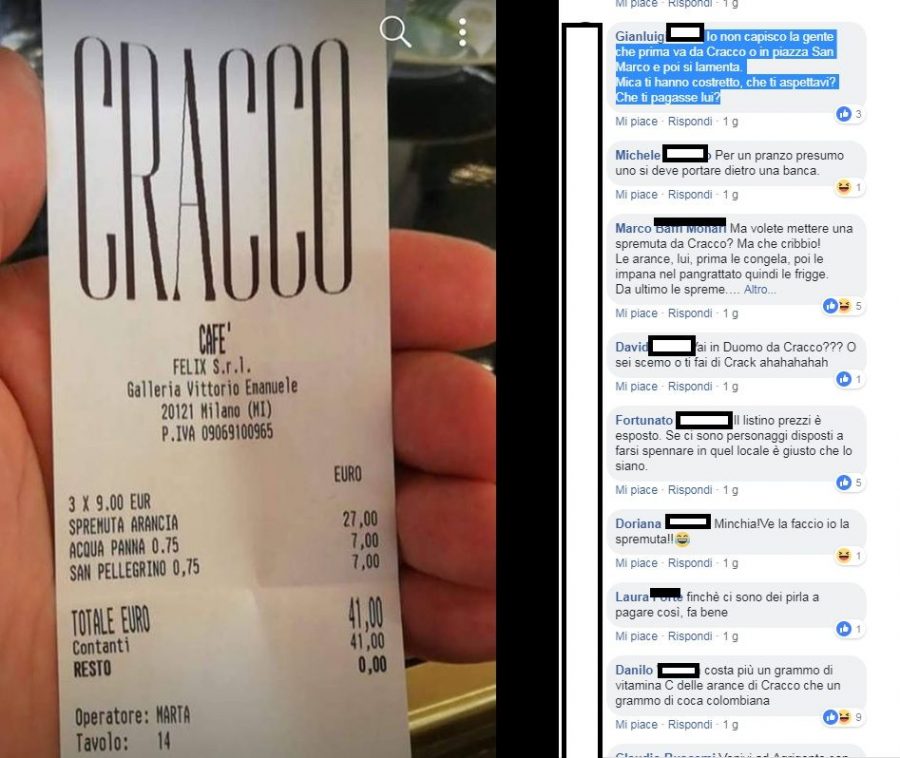 CRACCO
CAFE'
FELIX S.r.l.
Galleria Vittorio Emanuele
20121 Milano (MI)
P.IVA 09069100965
EURO
3 X 9.00 EUR
SPREMUTA ARANCIA 27,00
ACQUA PANNA 0.75 7,00
SAN PELLEGRINO 0,75 7,00
TOTALE EURO 41,00
Contanti 41,00
RESTO 0,00
Operatore: MARTA
Tavolo: 14
Mi piace · Rispondi · 1 g
Gianluig Io non capisco la gente
che prima va da Cracco o in piazza San
Marco e poi si lamenta.
Mica ti hanno costretto, che ti aspettavi?
Che ti pagasse lui?
3
Mi piace · Rispondi · 1 g
Michele Per un pranzo presumo
uno si deve portare dietro una banca.
1
Mi piace · Rispondi · 1 g
Marco Ma volete mettere una
spremuta da Cracco? Ma che cribbio!
Le arance, lui, prima le congela, poi le
impana nel pangrattato quindi le frigge.
Da ultimo le spreme.... Altro...
5
Mi piace · Rispondi · 1 g
David Vai in Duomo da Cracco??? O
sei scemo o ti fai di Crack ahahahahah
1
Mi piace · Rispondi · 1 g
Fortunato Il listino prezzi è
esposto. Se ci sono personaggi disposti a
farsi spennare in quel locale è giusto che lo
siano.
5
Mi piace · Rispondi · 1 g
Doriana Minchia!Ve la faccio io la
spremuta!!😂
1
Mi piace · Rispondi · 1 g
Laura finchè ci sono dei pirla a
pagare così, fa bene
1
Mi piace · Rispondi · 1 g
Danilo costa più un grammo di
vitamina C delle arance di Cracco che un
grammo di coca colombiana
9
Mi piace · Rispondi · 1 g